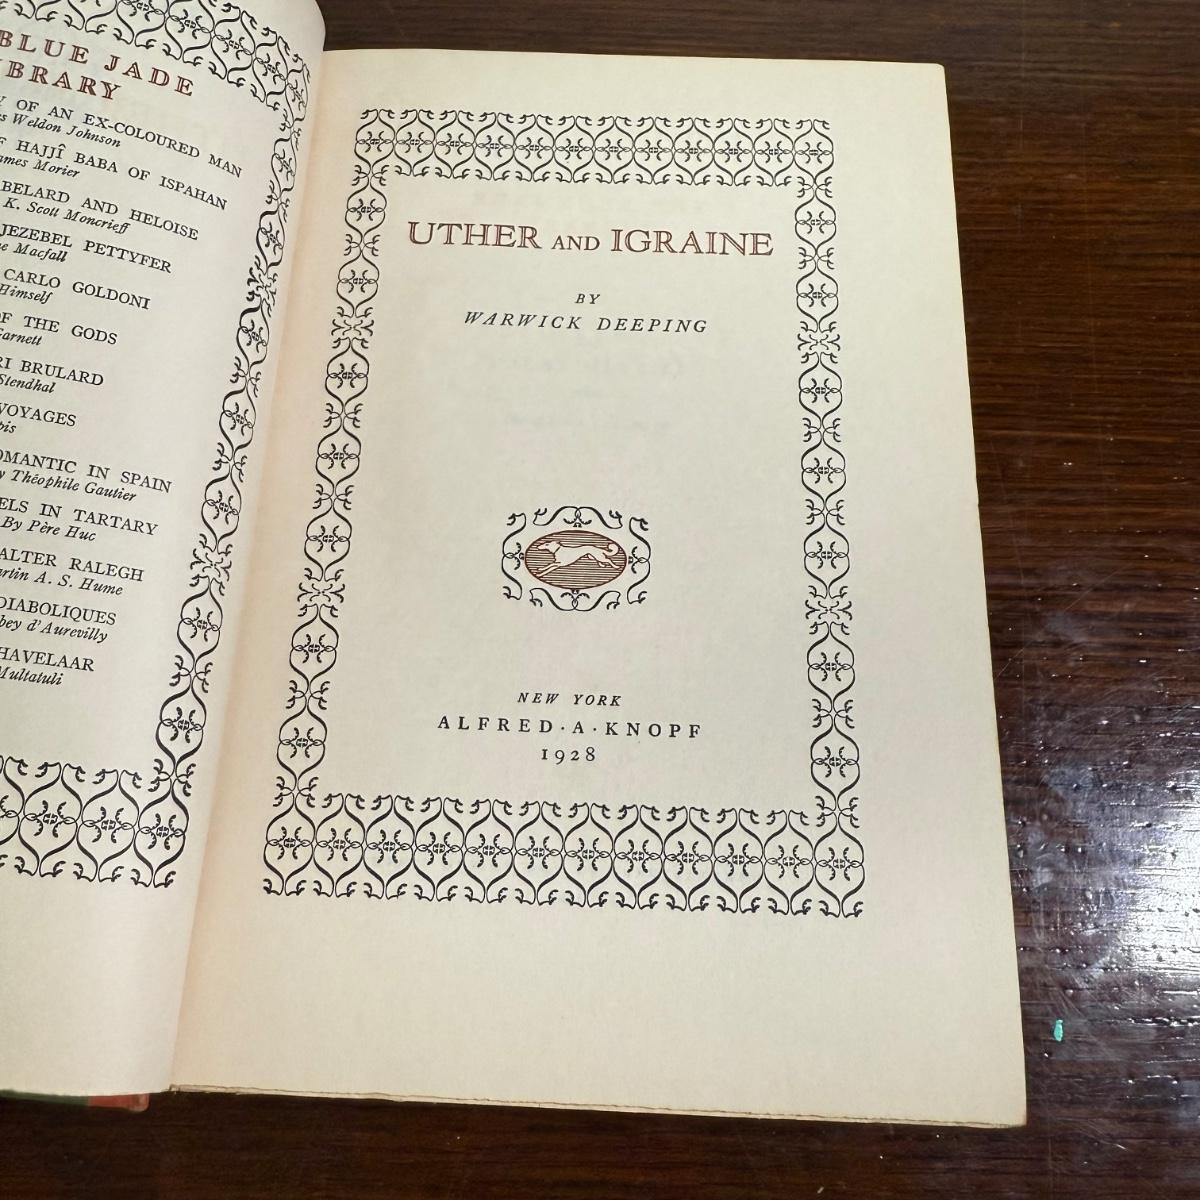 BLUE JADE
LIBRARY
OF AN EX-COLOURED MAN
Weldon Johnson
HAJJÎ BABA OF ISPAHAN
James Morier
ABELARD AND HELOISE
K. Scott Moncrieff
JEZEBEL PETTYFER
Macfall
CARLO GOLDONI
Himself
OF THE GODS
Garnett
BRULARD
Stendhal
VOYAGES
ROMANTIC IN SPAIN
By Théophile Gautier
IN TARTARY
By Père Huc
WALTER RALEGH
Martin A. S. Hume
DIABOLIQUES
d'Aurevilly
HAVELAAR
Multatuli
UTHER AND IGRAINE
BY
WARWICK DEEPING
NEW YORK
ALFRED·A·KNOPF
1928